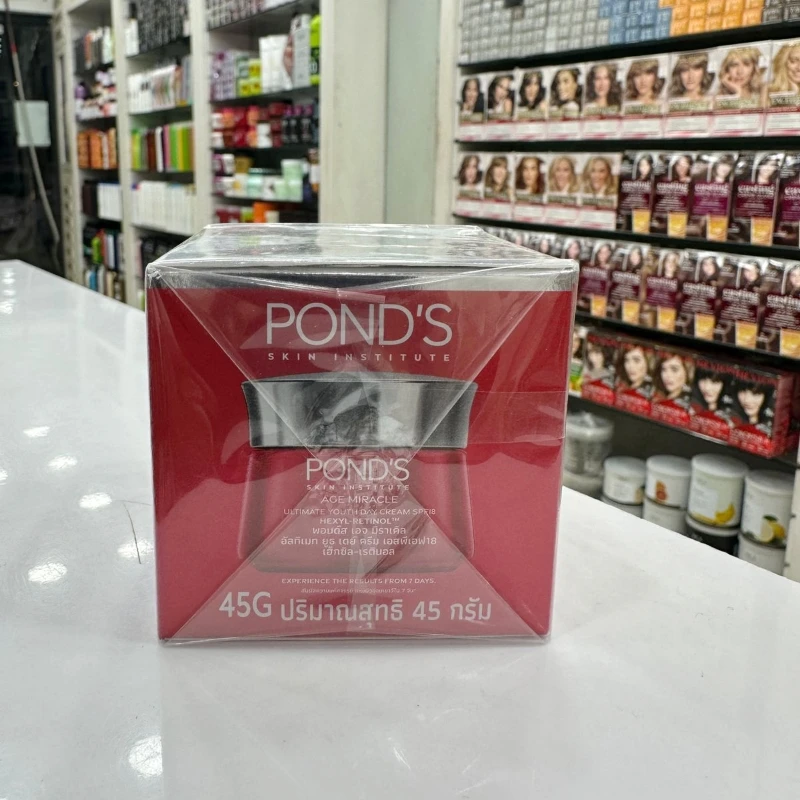 POND'S
SKIN INSTITUTE
POND'S
SKIN INSTITUTE
AGE MIRACLE
ULTIMATE YOUTH DAY CREAM SPF18
HEXYL-RETINOL™
พอนด์ส เอจ มิราเคิล
อัลทิเมท ยูธ เดย์ ครีม เอสพีเอฟ18
เฮ็กซิล-เรตินอล
EXPERIENCE THE RESULTS FROM 7 DAYS.
45G ปริมาณสุทธิ 45 กรัม